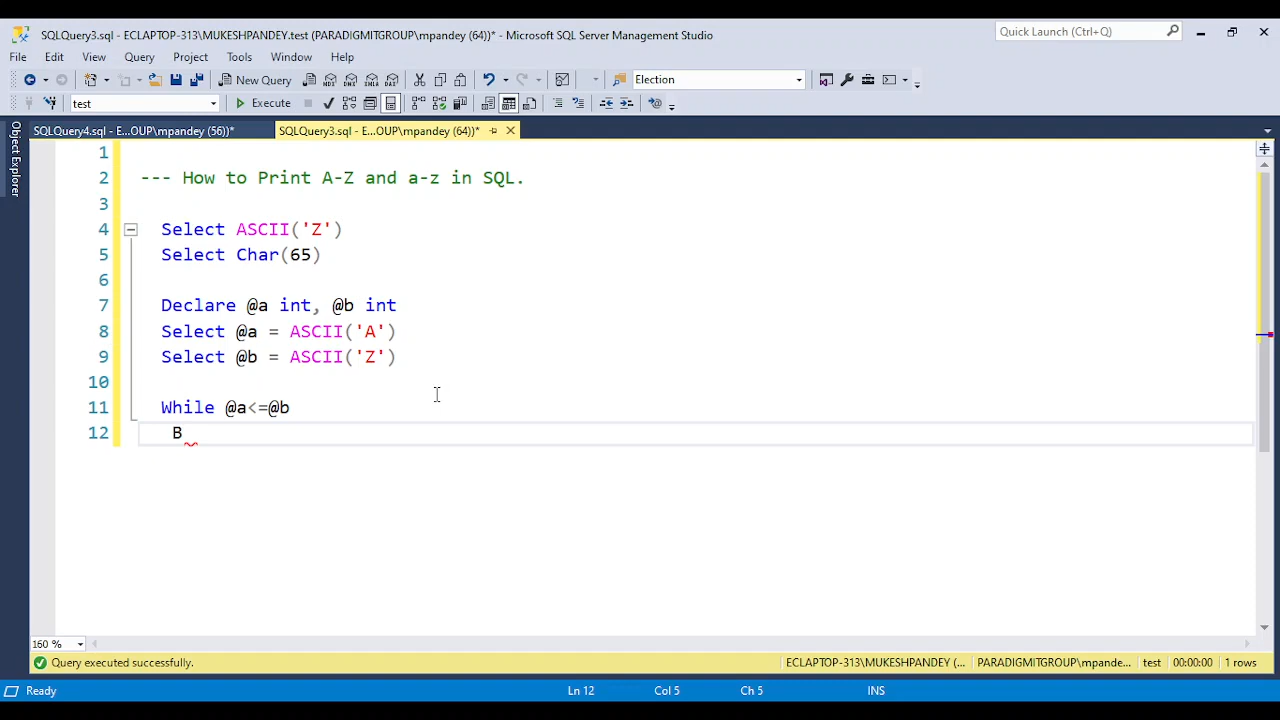 SQLQuery3.sql - ECLAPTOP-313\MUKESHPANDEY.test (PARADIGMITGROUP\mpandey (64))* - Microsoft SQL Server Management Studio
Quick Launch (Ctrl+Q)
File Edit View Query Project Tools Window Help
New Query
Election
test
Execute
SQLQuery4.sql - E...OUP\mpandey (56))*
SQLQuery3.sql - E...OUP\mpandey (64))*
Object Explorer
1
2 --- How to Print A-Z and a-z in SQL.
3
4 Select ASCII('Z')
5 Select Char(65)
6
7 Declare @a int, @b int
8 Select @a = ASCII('A')
9 Select @b = ASCII('Z')
10
11 While @a<=@b
12 B
160 %
Query executed successfully.
ECLAPTOP-313\MUKESHPANDEY (... PARADIGMITGROUP\mpande... test 00:00:00 1 rows
Ready Ln 12 Col 5 Ch 5 INS